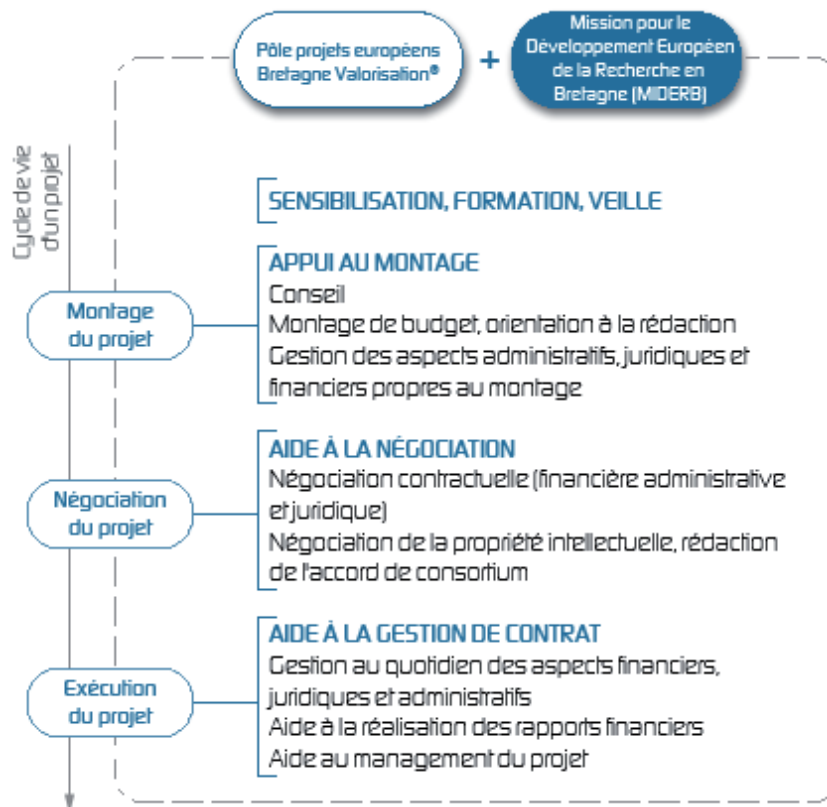 Pôle projets européens
Bretagne Valorisation®
+
Mission pour le
Développement Européen
de la Recherche en
Bretagne (MIDERB)
Cycle de vie
d'un projet
SENSIBILISATION, FORMATION, VEILLE
Montage
du projet
APPUI AU MONTAGE
Conseil
Montage de budget, orientation à la rédaction
Gestion des aspects administratifs, juridiques et
financiers propres au montage
Négociation
du projet
AIDE À LA NÉGOCIATION
Négociation contractuelle (financière administrative
et juridique)
Négociation de la propriété intellectuelle, rédaction
de l'accord de consortium
Exécution
du projet
AIDE À LA GESTION DE CONTRAT
Gestion au quotidien des aspects financiers,
juridiques et administratifs
Aide à la réalisation des rapports financiers
Aide au management du projet